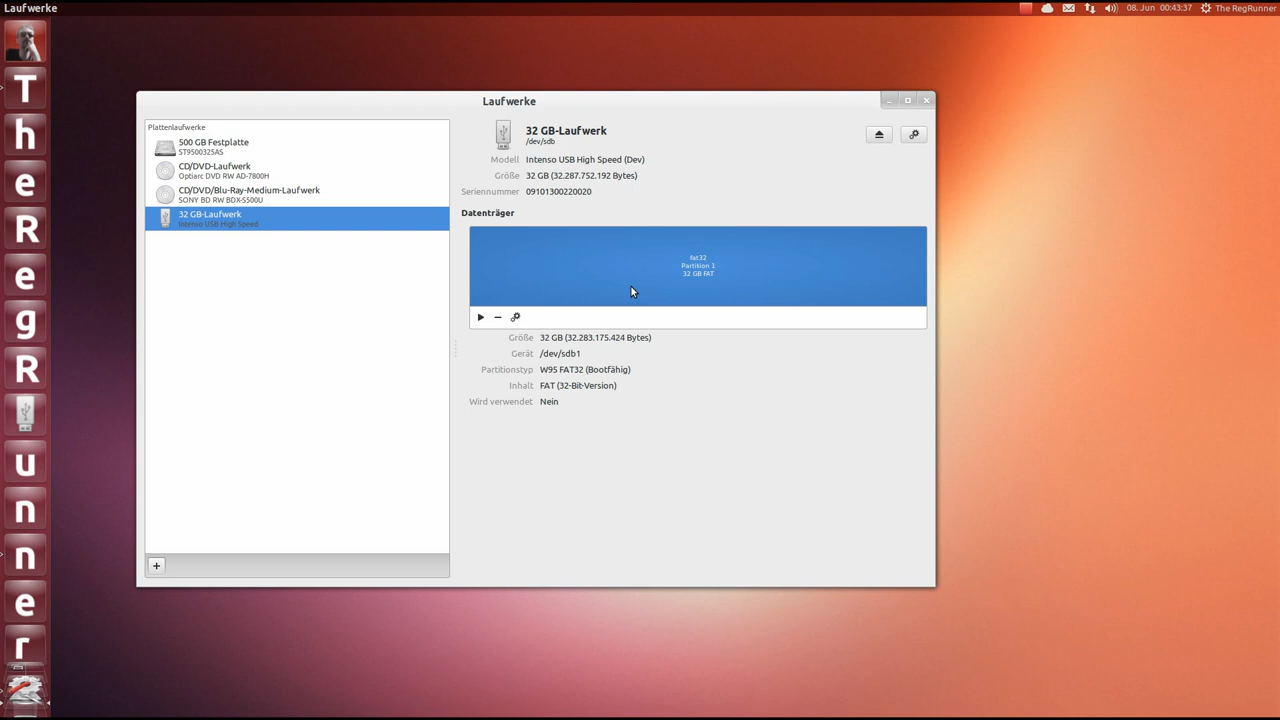 Laufwerke
08. Jun 00:43:37
The RegRunner
T
h
e
R
e
g
R
u
n
n
e
r
Laufwerke
Plattenlaufwerke
500 GB Festplatte
ST9500325AS
CD/DVD-Laufwerk
Optiarc DVD RW AD-7800H
CD/DVD/Blu-Ray-Medium-Laufwerk
SONY BD RW BDX-S500U
32 GB-Laufwerk
Intenso USB High Speed
32 GB-Laufwerk
/dev/sdb
Modell Intenso USB High Speed (Dev)
Größe 32 GB (32.287.752.192 Bytes)
Seriennummer 09101300220020
Datenträger
fat32
Partition 1
32 GB FAT
Größe 32 GB (32.283.175.424 Bytes)
Gerät /dev/sdb1
Partitionstyp W95 FAT32 (Bootfähig)
Inhalt FAT (32-Bit-Version)
Wird verwendet Nein